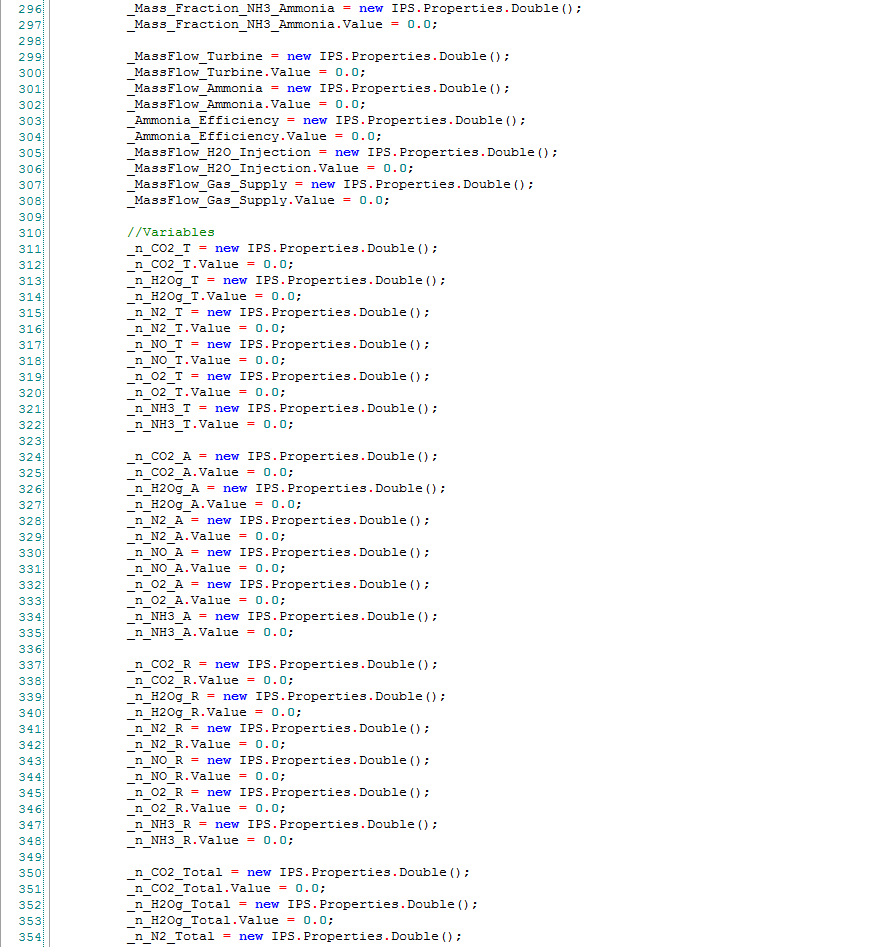 296 _Mass_Fraction_NH3_Ammonia = new IPS.Properties.Double();
297 _Mass_Fraction_NH3_Ammonia.Value = 0.0;
298
299 _MassFlow_Turbine = new IPS.Properties.Double();
300 _MassFlow_Turbine.Value = 0.0;
301 _MassFlow_Ammonia = new IPS.Properties.Double();
302 _MassFlow_Ammonia.Value = 0.0;
303 _Ammonia_Efficiency = new IPS.Properties.Double();
304 _Ammonia_Efficiency.Value = 0.0;
305 _MassFlow_H2O_Injection = new IPS.Properties.Double();
306 _MassFlow_H2O_Injection.Value = 0.0;
307 _MassFlow_Gas_Supply = new IPS.Properties.Double();
308 _MassFlow_Gas_Supply.Value = 0.0;
309
310 //Variables
311 _n_CO2_T = new IPS.Properties.Double();
312 _n_CO2_T.Value = 0.0;
313 _n_H2Og_T = new IPS.Properties.Double();
314 _n_H2Og_T.Value = 0.0;
315 _n_N2_T = new IPS.Properties.Double();
316 _n_N2_T.Value = 0.0;
317 _n_NO_T = new IPS.Properties.Double();
318 _n_NO_T.Value = 0.0;
319 _n_O2_T = new IPS.Properties.Double();
320 _n_O2_T.Value = 0.0;
321 _n_NH3_T = new IPS.Properties.Double();
322 _n_NH3_T.Value = 0.0;
323
324 _n_CO2_A = new IPS.Properties.Double();
325 _n_CO2_A.Value = 0.0;
326 _n_H2Og_A = new IPS.Properties.Double();
327 _n_H2Og_A.Value = 0.0;
328 _n_N2_A = new IPS.Properties.Double();
329 _n_N2_A.Value = 0.0;
330 _n_NO_A = new IPS.Properties.Double();
331 _n_NO_A.Value = 0.0;
332 _n_O2_A = new IPS.Properties.Double();
333 _n_O2_A.Value = 0.0;
334 _n_NH3_A = new IPS.Properties.Double();
335 _n_NH3_A.Value = 0.0;
336
337 _n_CO2_R = new IPS.Properties.Double();
338 _n_CO2_R.Value = 0.0;
339 _n_H2Og_R = new IPS.Properties.Double();
340 _n_H2Og_R.Value = 0.0;
341 _n_N2_R = new IPS.Properties.Double();
342 _n_N2_R.Value = 0.0;
343 _n_NO_R = new IPS.Properties.Double();
344 _n_NO_R.Value = 0.0;
345 _n_O2_R = new IPS.Properties.Double();
346 _n_O2_R.Value = 0.0;
347 _n_NH3_R = new IPS.Properties.Double();
348 _n_NH3_R.Value = 0.0;
349
350 _n_CO2_Total = new IPS.Properties.Double();
351 _n_CO2_Total.Value = 0.0;
352 _n_H2Og_Total = new IPS.Properties.Double();
353 _n_H2Og_Total.Value = 0.0;
354 _n_N2_Total = new IPS.Properties.Double();